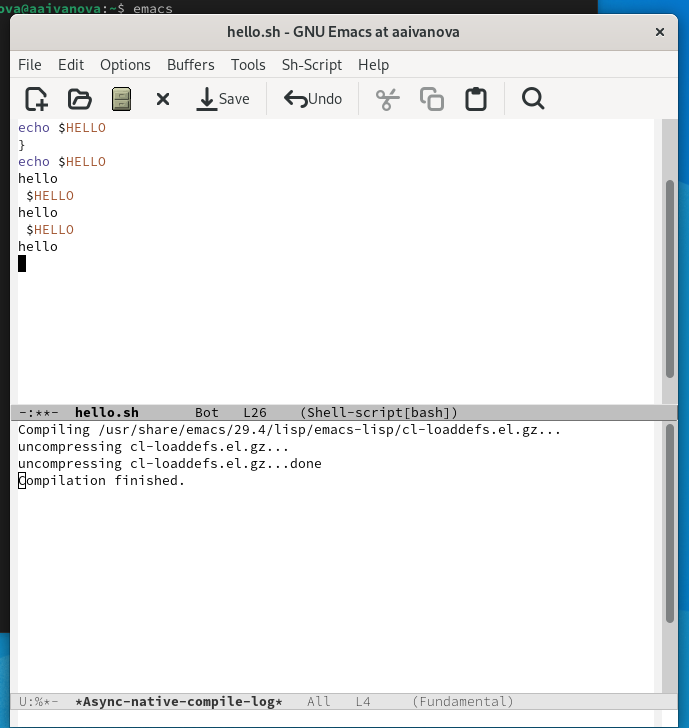 ova@aaivanova:~$ emacs
hello.sh - GNU Emacs at aaivanova
File Edit Options Buffers Tools Sh-Script Help
Save Undo
echo $HELLO
}
echo $HELLO
hello
 $HELLO
hello
 $HELLO
hello
-:**- hello.sh Bot L26 (Shell-script[bash])
Compiling /usr/share/emacs/29.4/lisp/emacs-lisp/cl-loaddefs.el.gz...
uncompressing cl-loaddefs.el.gz...
uncompressing cl-loaddefs.el.gz...done
Compilation finished.
U:%*- *Async-native-compile-log* All L4 (Fundamental)